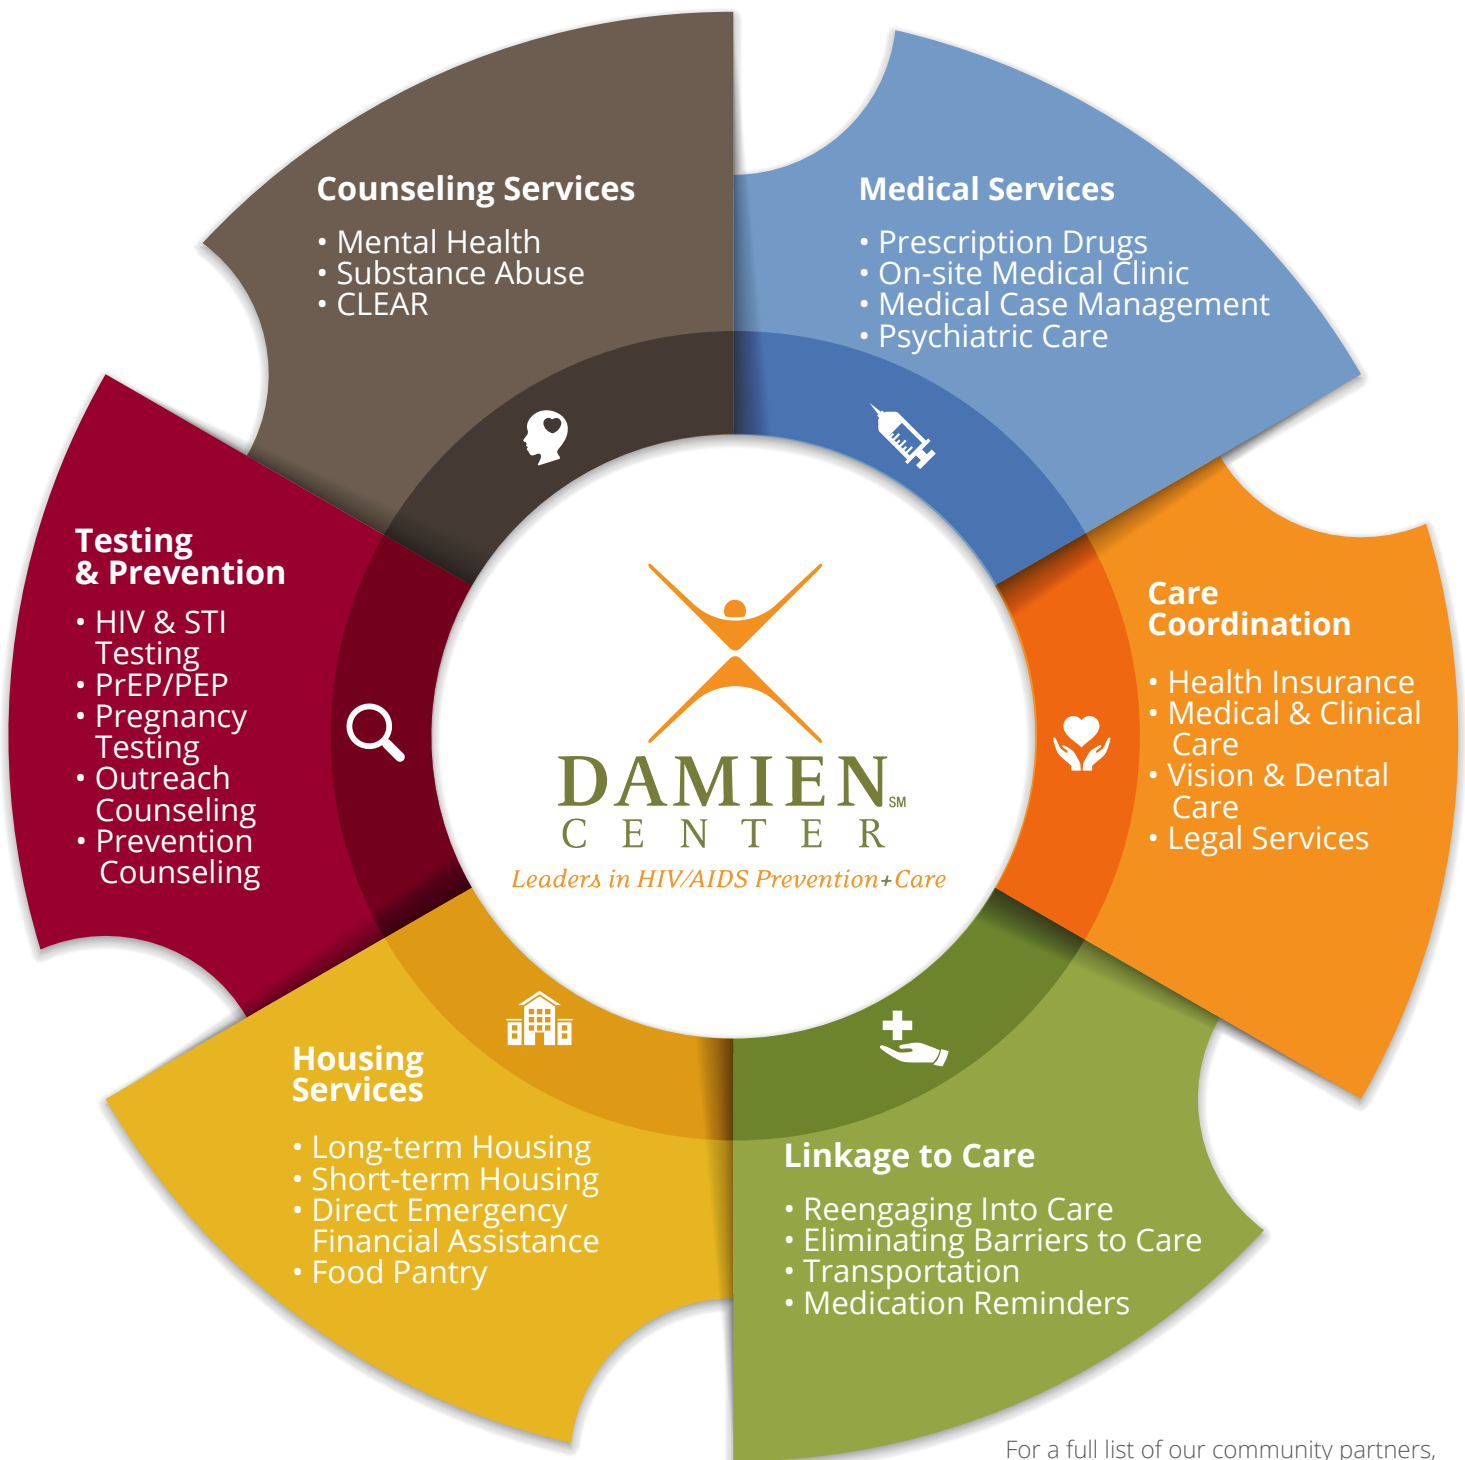 Counseling Services
• Mental Health
• Substance Abuse
• CLEAR
Medical Services
• Prescription Drugs
• On-site Medical Clinic
• Medical Case Management
• Psychiatric Care
Care
Coordination
• Health Insurance
• Medical & Clinical
Care
• Vision & Dental
Care
• Legal Services
Linkage to Care
• Reengaging Into Care
• Eliminating Barriers to Care
• Transportation
• Medication Reminders
Housing
Services
• Long-term Housing
• Short-term Housing
• Direct Emergency
Financial Assistance
• Food Pantry
Testing
& Prevention
• HIV & STI
Testing
• PrEP/PEP
• Pregnancy
Testing
• Outreach
Counseling
• Prevention
Counseling
DAMIEN SM
CENTER
Leaders in HIV/AIDS Prevention+Care
For a full list of our community partners,